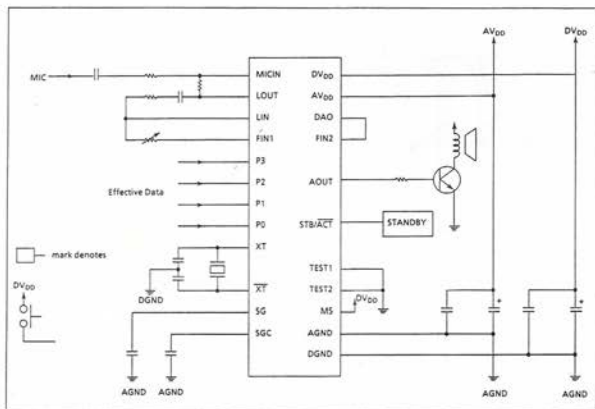 AVDD
DVDD
MIC
MICIN
DVDD
LOUT
AVDD
LIN
DAO
FIN1
FIN2
P3
P2
AOUT
Effective Data
P1
P0
STB/ACT
STANDBY
XT
mark denotes
TEST1
DVDD
DGND
XT
TEST2
DVDD
SG
MS
+
+
SGC
AGND
DGND
AGND
AGND
AGND
AGND